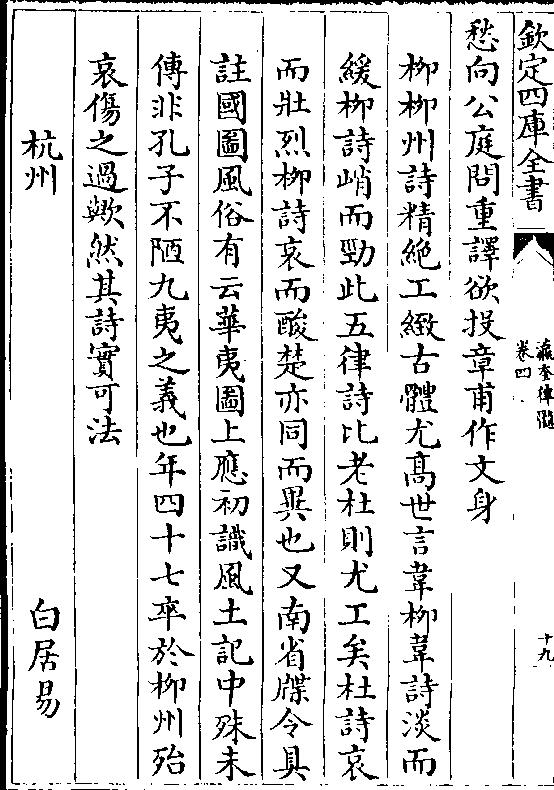 欽定四庫全書
瀛奎律髓
卷四
十九
愁向公庭問重譯欲投章甫作文身
柳柳州詩精絶工緻古體尤髙世言韋柳韋詩淡而
緩柳詩峭而勁此五律詩比老杜則尤工矣杜詩哀
而壯烈柳詩哀而酸楚亦同而異也又南省牒令具
註國圖風俗有云華夷圖上應初識風土記中殊未
傳非孔子不陋九夷之義也年四十七卒於柳州殆
哀傷之過歟然其詩實可法
杭州 白居易